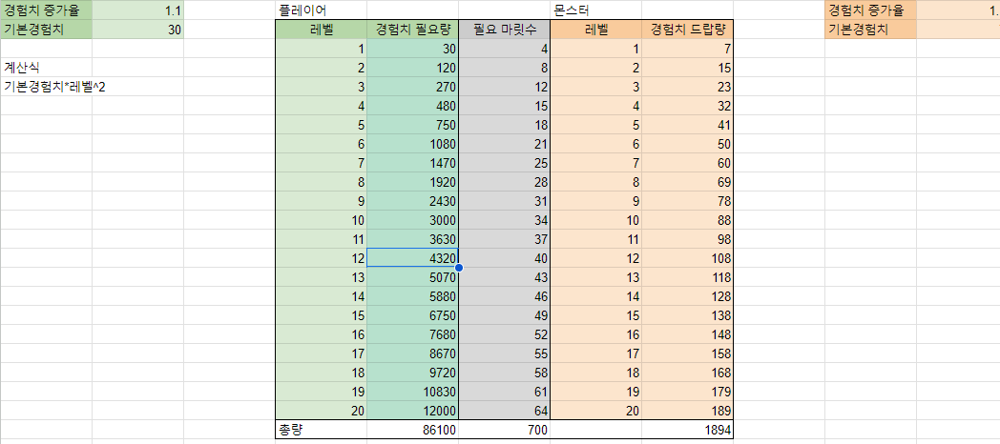 경험치 증가율 1.1 플레이어 몬스터 경험치 증가율 1.
기본경험치 30 레벨 경험치 필요량 필요 마릿수 레벨 경험치 드랍량 기본경험치
1 30 4 1 7
계산식 2 120 8 2 15
기본경험치*레벨^2 3 270 12 3 23
4 480 15 4 32
5 750 18 5 41
6 1080 21 6 50
7 1470 25 7 60
8 1920 28 8 69
9 2430 31 9 78
10 3000 34 10 88
11 3630 37 11 98
12 4320 40 12 108
13 5070 43 13 118
14 5880 46 14 128
15 6750 49 15 138
16 7680 52 16 148
17 8670 55 17 158
18 9720 58 18 168
19 10830 61 19 179
20 12000 64 20 189
총량 86100 700 1894